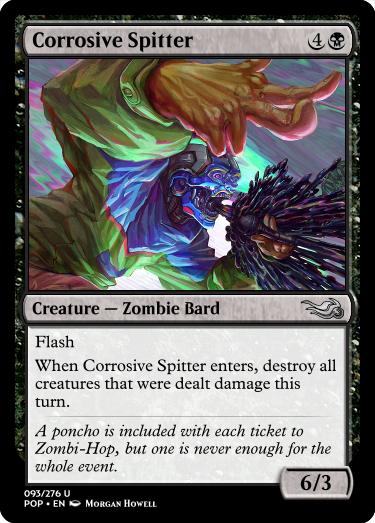 Corrosive Spitter 4
Creature — Zombie Bard
Flash
When Corrosive Spitter enters, destroy all
creatures that were dealt damage this
turn.
A poncho is included with each ticket to
Zombi-Hop, but one is never enough for the
whole event.
6/3
093/276 U
POP • EN Morgan Howell